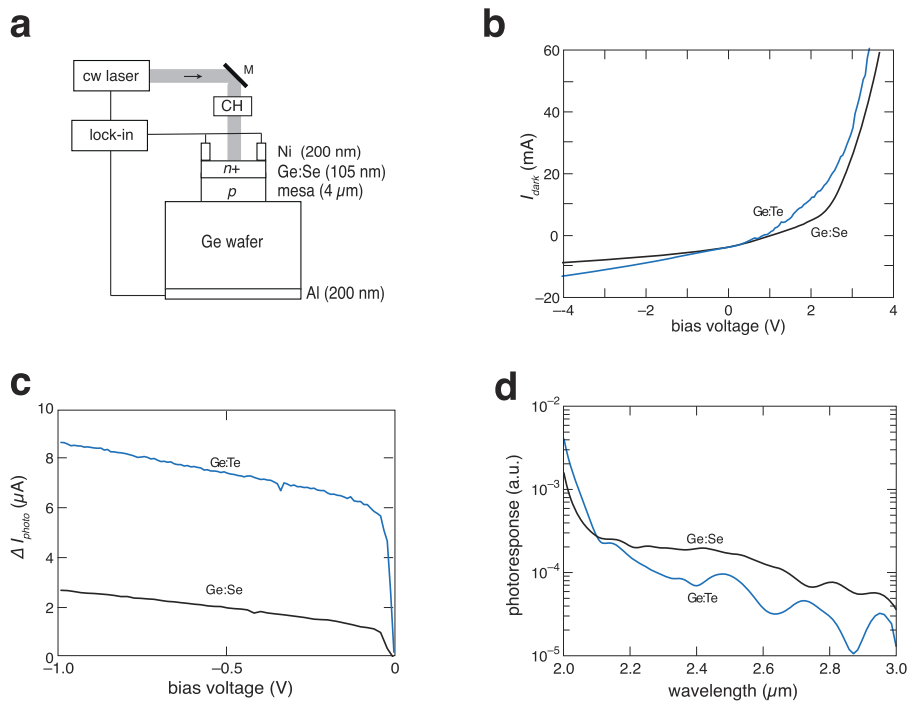 a
cw laser
M
CH
lock-in
Ni (200 nm)
n+
Ge:Se (105 nm)
p
mesa (4 µm)
Ge wafer
Al (200 nm)
b
60
40
20
0
−20
I_dark (mA)
Ge:Te
Ge:Se
−4
−2
0
2
4
bias voltage (V)
c
10
8
6
4
2
0
Δ I_photo (µA)
Ge:Te
Ge:Se
−1.0
−0.5
0
bias voltage (V)
d
10⁻²
10⁻³
10⁻⁴
10⁻⁵
photoresponse (a.u.)
Ge:Se
Ge:Te
2.0
2.2
2.4
2.6
2.8
3.0
wavelength (µm)